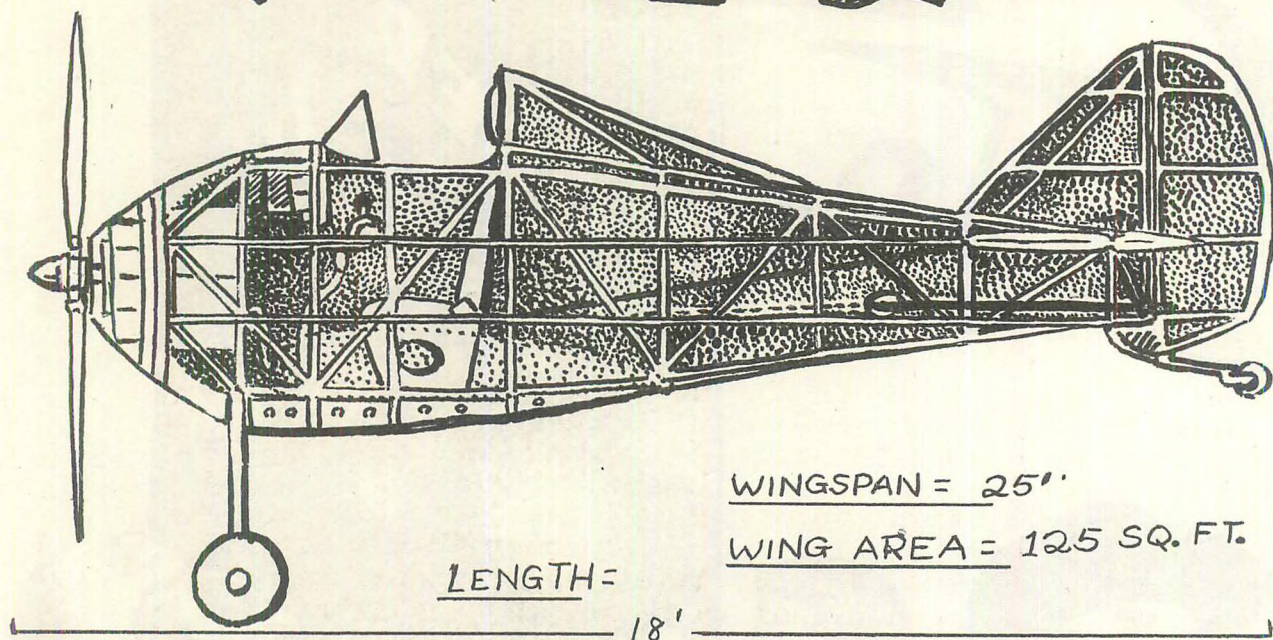 WINGSPAN = 25'
WING AREA = 125 SQ. FT.
LENGTH =
18'